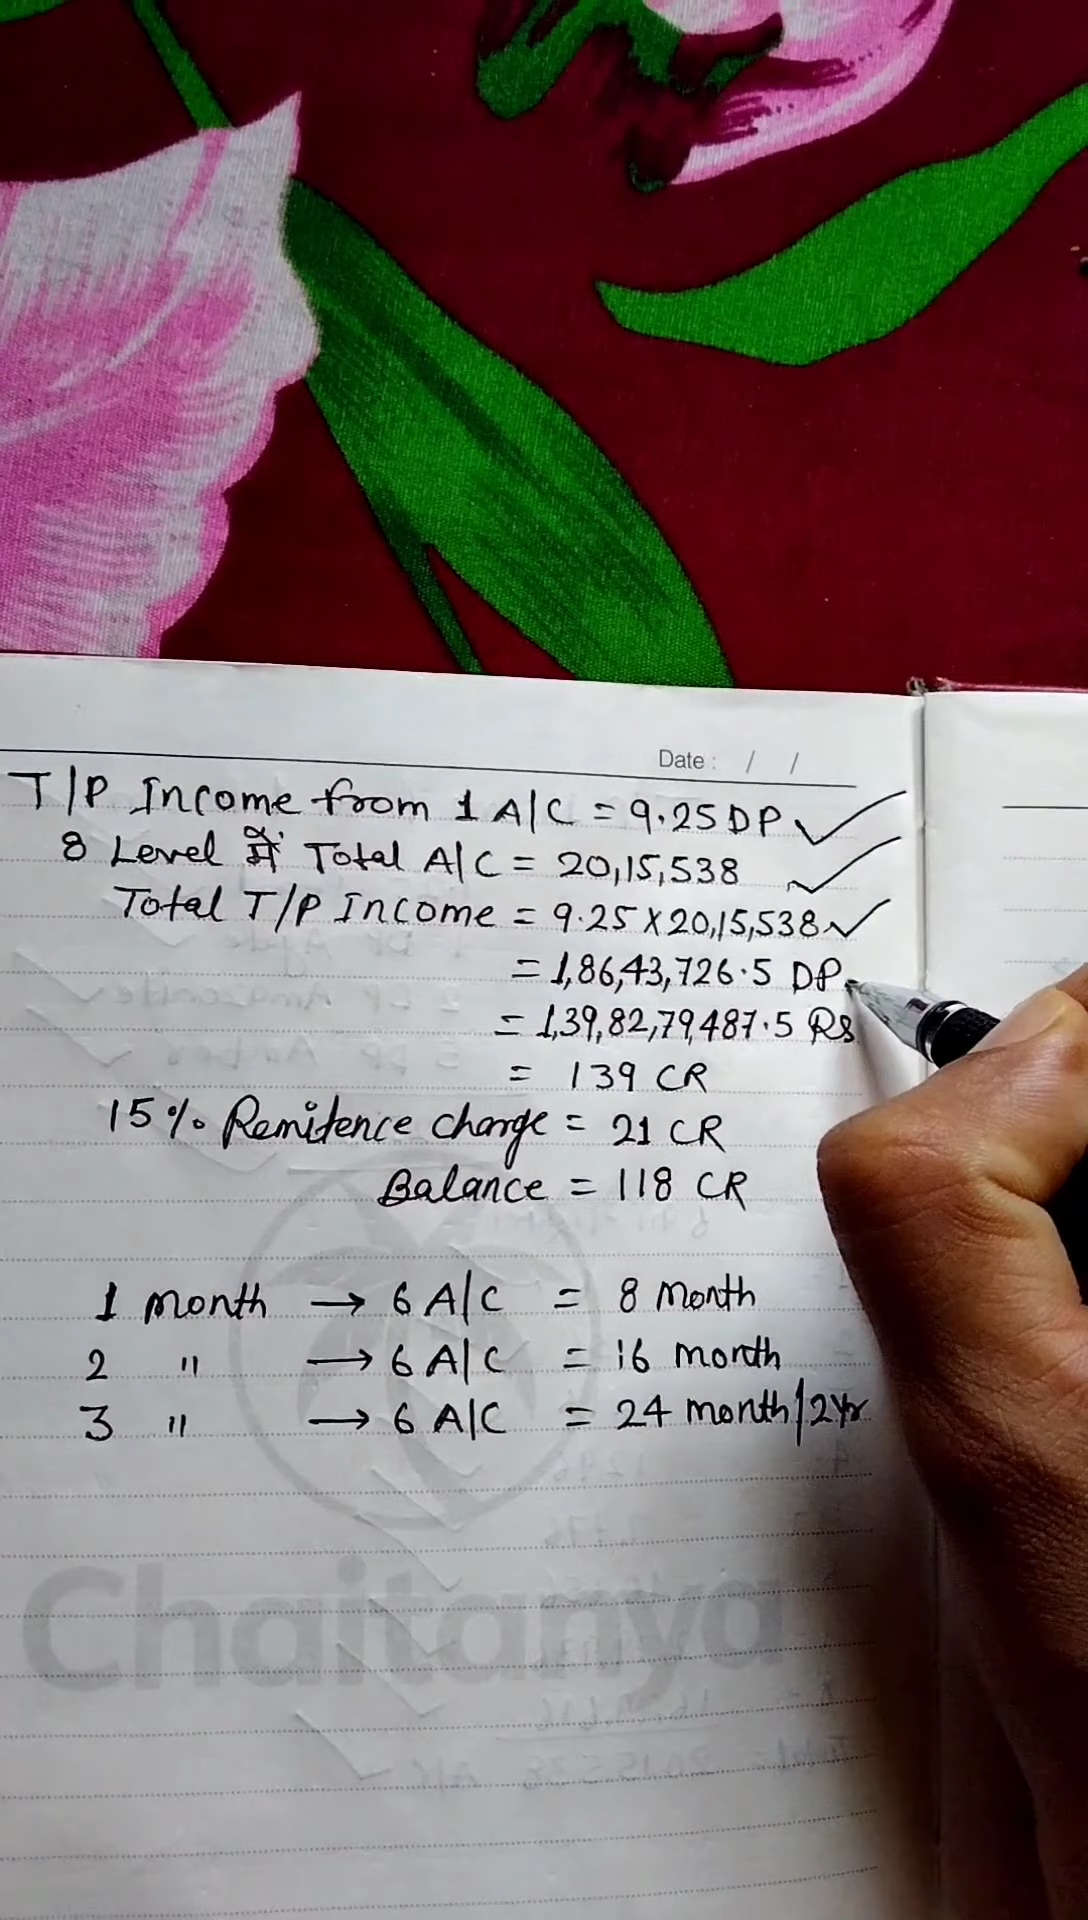 Date : / /
T/P Income from 1 A/C = 9.25 DP
8 Level में Total A/C = 20,15,538
Total T/P Income = 9.25 X 20,15,538
= 1,86,43,726.5 DP
= 1,39,82,79,487.5 Rs
= 139 CR
15% Remitence charge = 21 CR
Balance = 118 CR
1 month → 6 A/C = 8 month
2 " → 6 A/C = 16 month
3 " → 6 A/C = 24 month/2yr
Chaitanya